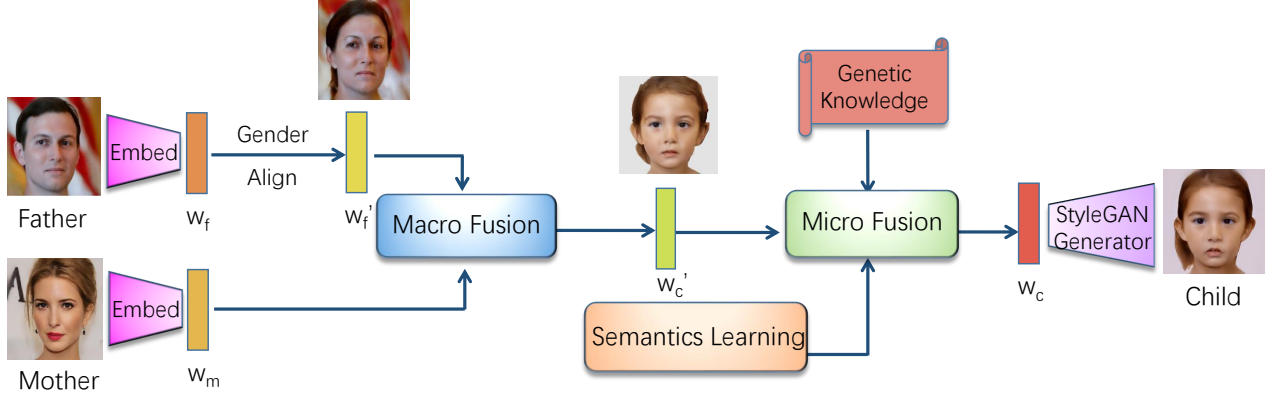 Genetic
Knowledge
Embed
Gender
Align
Father
w_f
w_f'
Macro Fusion
Micro Fusion
StyleGAN
Generator
w_c'
w_c
Child
Embed
Semantics Learning
Mother
w_m